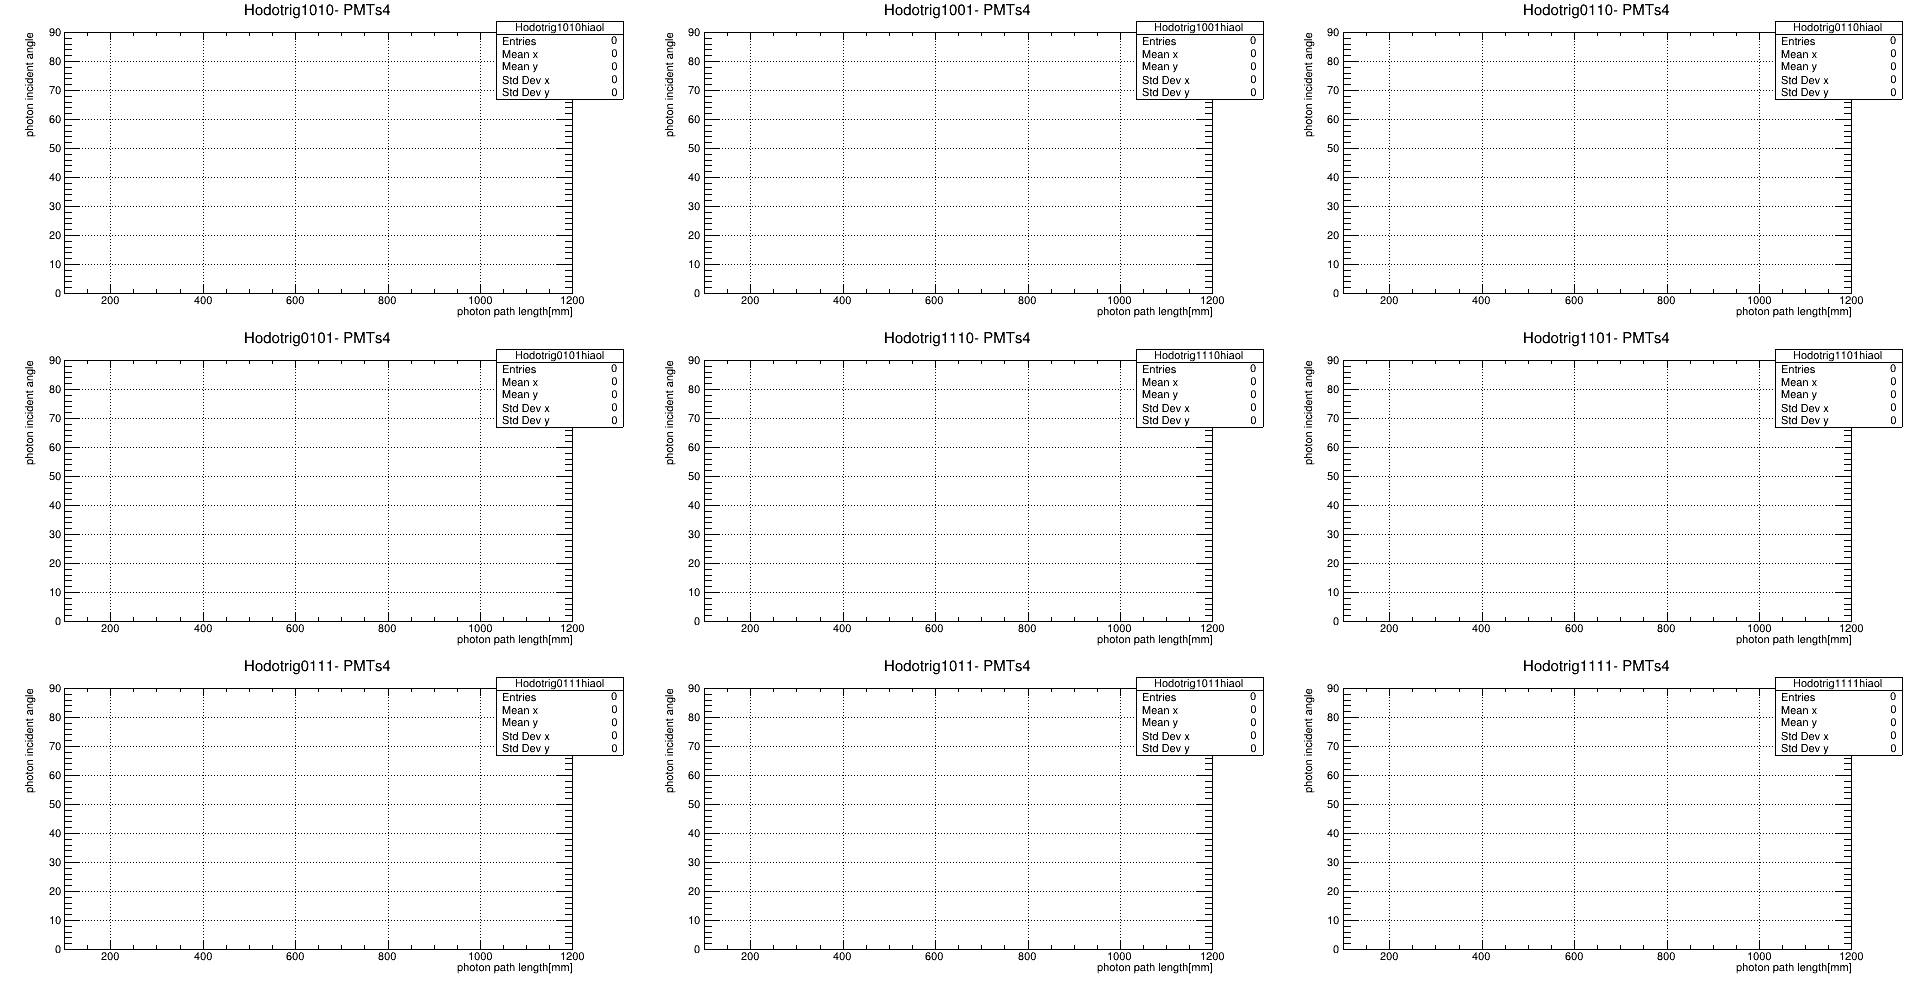 Hodotrig1010- PMTs4
Hodotrig1010hiaol
Entries 0
Mean x 0
Mean y 0
Std Dev x 0
Std Dev y 0
photon incident angle
90
80
70
60
50
40
30
20
10
0
200 400 600 800 1000 1200
photon path length[mm]
Hodotrig1001- PMTs4
Hodotrig1001hiaol
Entries 0
Mean x 0
Mean y 0
Std Dev x 0
Std Dev y 0
photon incident angle
90
80
70
60
50
40
30
20
10
0
200 400 600 800 1000 1200
photon path length[mm]
Hodotrig0110- PMTs4
Hodotrig0110hiaol
Entries 0
Mean x 0
Mean y 0
Std Dev x 0
Std Dev y 0
photon incident angle
90
80
70
60
50
40
30
20
10
0
200 400 600 800 1000 1200
photon path length[mm]
Hodotrig0101- PMTs4
Hodotrig0101hiaol
Entries 0
Mean x 0
Mean y 0
Std Dev x 0
Std Dev y 0
photon incident angle
90
80
70
60
50
40
30
20
10
0
200 400 600 800 1000 1200
photon path length[mm]
Hodotrig1110- PMTs4
Hodotrig1110hiaol
Entries 0
Mean x 0
Mean y 0
Std Dev x 0
Std Dev y 0
photon incident angle
90
80
70
60
50
40
30
20
10
0
200 400 600 800 1000 1200
photon path length[mm]
Hodotrig1101- PMTs4
Hodotrig1101hiaol
Entries 0
Mean x 0
Mean y 0
Std Dev x 0
Std Dev y 0
photon incident angle
90
80
70
60
50
40
30
20
10
0
200 400 600 800 1000 1200
photon path length[mm]
Hodotrig0111- PMTs4
Hodotrig0111hiaol
Entries 0
Mean x 0
Mean y 0
Std Dev x 0
Std Dev y 0
photon incident angle
90
80
70
60
50
40
30
20
10
0
200 400 600 800 1000 1200
photon path length[mm]
Hodotrig1011- PMTs4
Hodotrig1011hiaol
Entries 0
Mean x 0
Mean y 0
Std Dev x 0
Std Dev y 0
photon incident angle
90
80
70
60
50
40
30
20
10
0
200 400 600 800 1000 1200
photon path length[mm]
Hodotrig1111- PMTs4
Hodotrig1111hiaol
Entries 0
Mean x 0
Mean y 0
Std Dev x 0
Std Dev y 0
photon incident angle
90
80
70
60
50
40
30
20
10
0
200 400 600 800 1000 1200
photon path length[mm]